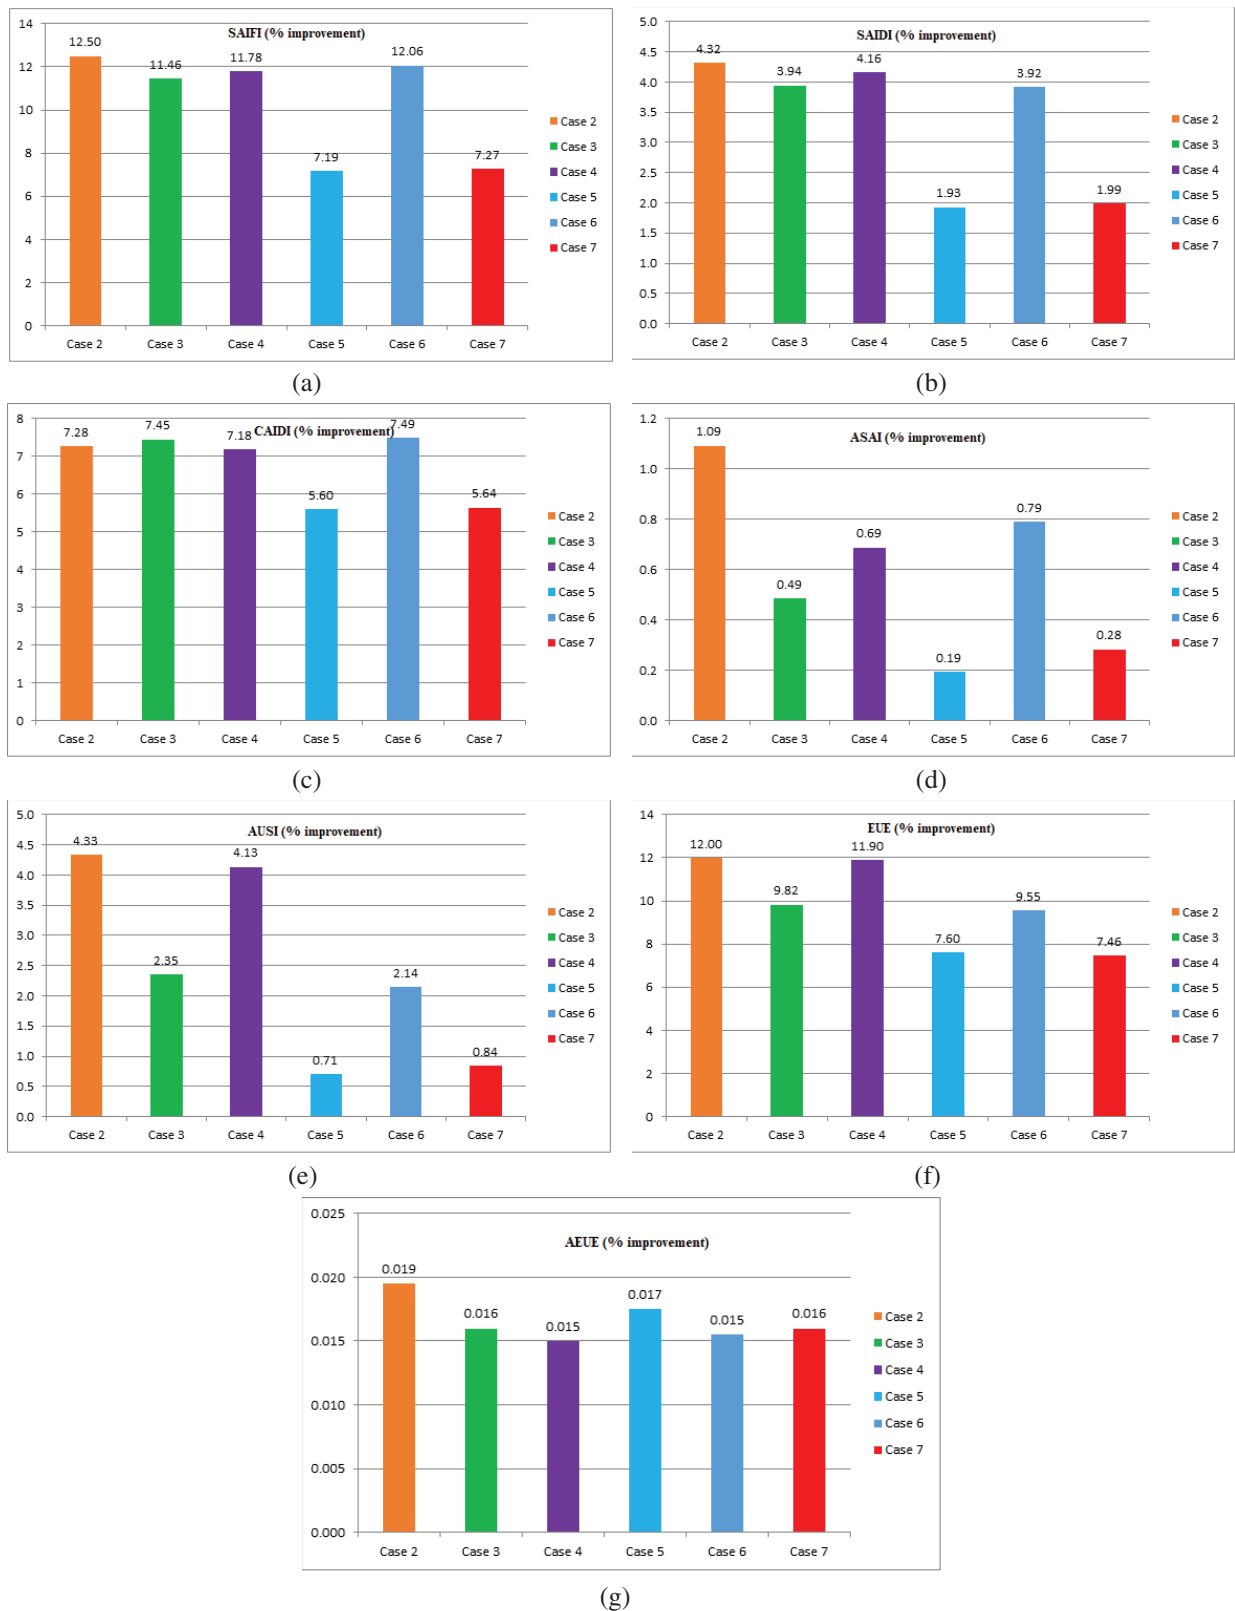 SAIFI (% improvement)
14
12
10
8
6
4
2
0
12.50
11.46
11.78
7.19
12.06
7.27
Case 2
Case 3
Case 4
Case 5
Case 6
Case 7
Case 2
Case 3
Case 4
Case 5
Case 6
Case 7
(a)
SAIDI (% improvement)
5.0
4.5
4.0
3.5
3.0
2.5
2.0
1.5
1.0
0.5
0.0
4.32
3.94
4.16
1.93
3.92
1.99
Case 2
Case 3
Case 4
Case 5
Case 6
Case 7
Case 2
Case 3
Case 4
Case 5
Case 6
Case 7
(b)
CAIDI (% improvement)
8
7
6
5
4
3
2
1
0
7.28
7.45
7.18
5.60
7.49
5.64
Case 2
Case 3
Case 4
Case 5
Case 6
Case 7
Case 2
Case 3
Case 4
Case 5
Case 6
Case 7
(c)
ASAI (% improvement)
1.2
1.0
0.8
0.6
0.4
0.2
0.0
1.09
0.49
0.69
0.19
0.79
0.28
Case 2
Case 3
Case 4
Case 5
Case 6
Case 7
Case 2
Case 3
Case 4
Case 5
Case 6
Case 7
(d)
AUSI (% improvement)
5.0
4.5
4.0
3.5
3.0
2.5
2.0
1.5
1.0
0.5
0.0
4.33
2.35
4.13
0.71
2.14
0.84
Case 2
Case 3
Case 4
Case 5
Case 6
Case 7
Case 2
Case 3
Case 4
Case 5
Case 6
Case 7
(e)
EUE (% improvement)
14
12
10
8
6
4
2
0
12.00
9.82
11.90
7.60
9.55
7.46
Case 2
Case 3
Case 4
Case 5
Case 6
Case 7
Case 2
Case 3
Case 4
Case 5
Case 6
Case 7
(f)
AEUE (% improvement)
0.025
0.020
0.015
0.010
0.005
0.000
0.019
0.016
0.015
0.017
0.015
0.016
Case 2
Case 3
Case 4
Case 5
Case 6
Case 7
Case 2
Case 3
Case 4
Case 5
Case 6
Case 7
(g)